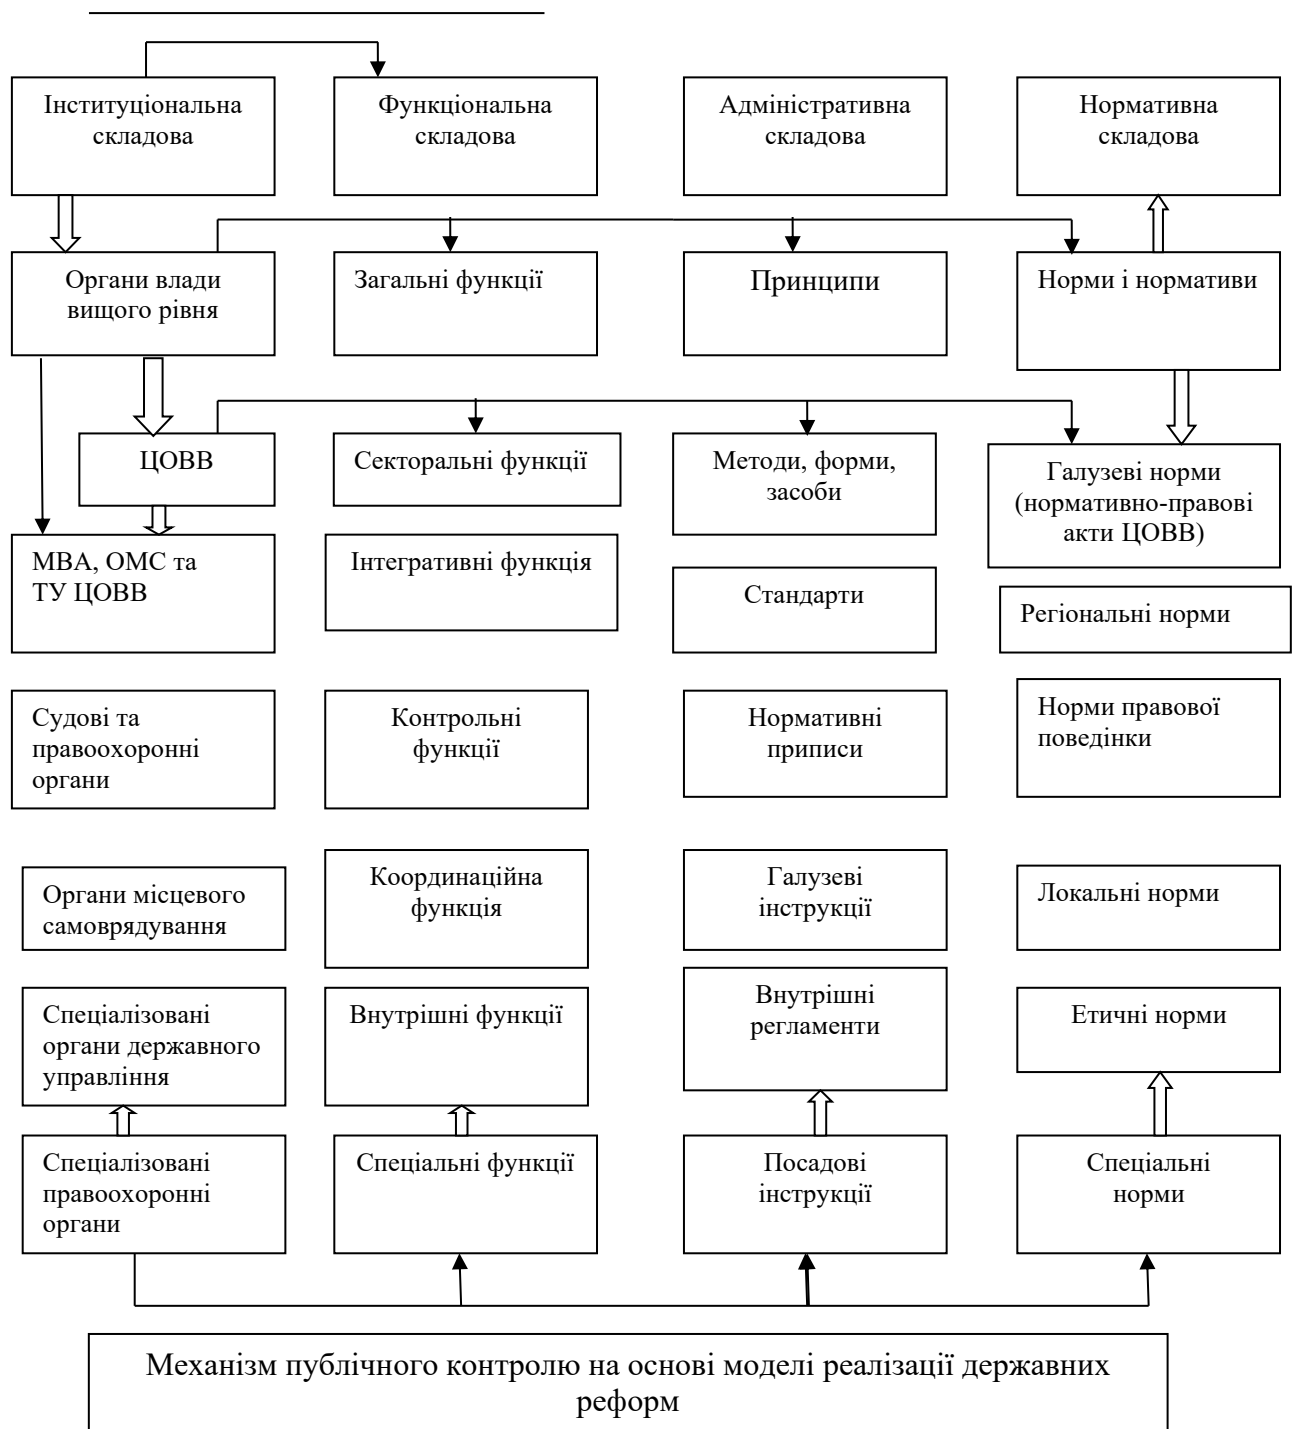 Інституціональна
складова
Функціональна
складова
Адміністративна
складова
Нормативна
складова
Органи влади
вищого рівня
Загальні функції
Принципи
Норми і нормативи
ЦОВВ
Секторальні функції
Методи, форми,
засоби
Галузеві норми
(нормативно-правові
акти ЦОВВ)
МВА, ОМС та
ТУ ЦОВВ
Інтегративні функція
Стандарти
Регіональні норми
Судові та
правоохоронні
органи
Контрольні
функції
Нормативні
приписи
Норми правової
поведінки
Органи місцевого
самоврядування
Координаційна
функція
Галузеві
інструкції
Локальні норми
Спеціалізовані
органи державного
управління
Внутрішні функції
Внутрішні
регламенти
Етичні норми
Спеціалізовані
правоохоронні
органи
Спеціальні функції
Посадові
інструкції
Спеціальні
норми
Механізм публічного контролю на основі моделі реалізації державних
реформ